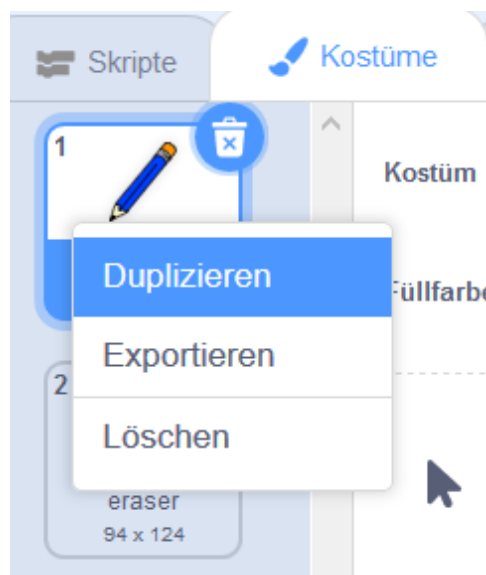 Skripte
Kostüme
1
Kostüm
Duplizieren
Füllfarbe
Exportieren
2
Löschen
eraser
94 x 124